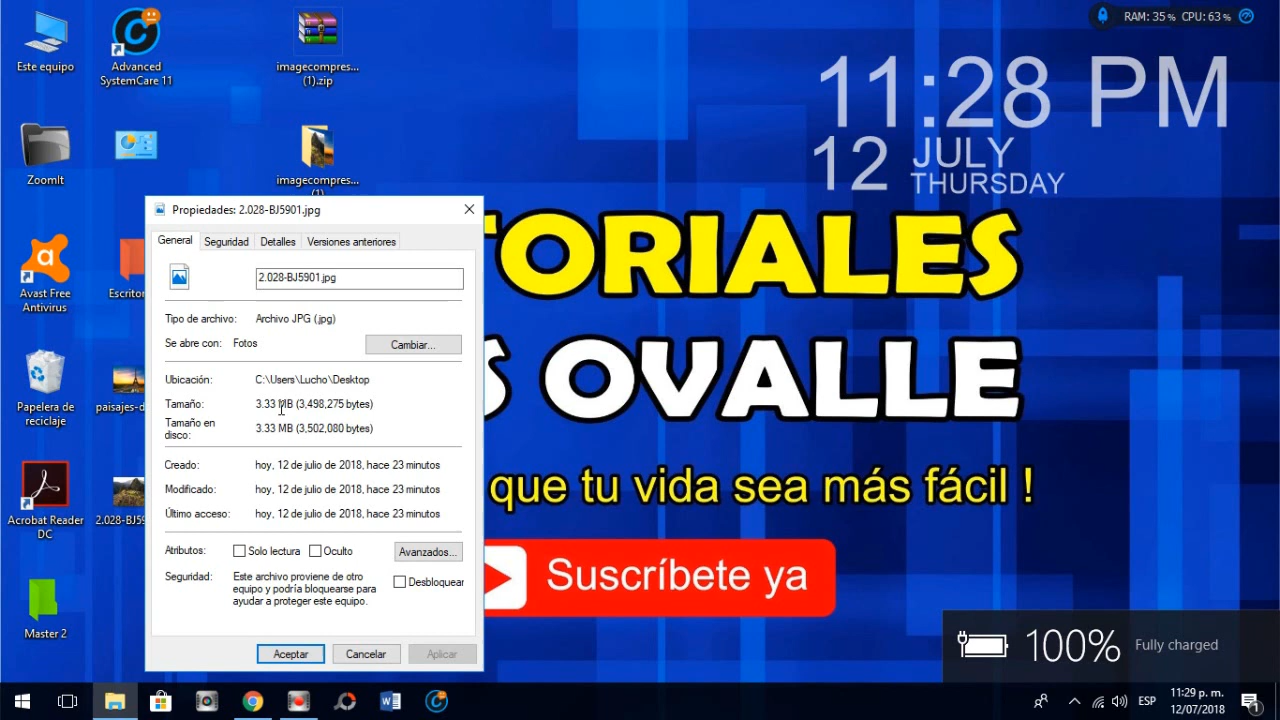 RAM: 35 % CPU: 63 %
Este equipo
Advanced
SystemCare 11
imagecompres...
(1).zip
11:28 PM
12 JULY
THURSDAY
ZoomIt
imagecompres...
(1)
Avast Free
Antivirus
Escrito
Papelera de
reciclaje
paisajes-d
Acrobat Reader
DC
2.028-BJ59
Master 2
Propiedades: 2.028-BJ5901.jpg
General Seguridad Detalles Versiones anteriores
2.028-BJ5901.jpg
Tipo de archivo: Archivo JPG (.jpg)
Se abre con: Fotos Cambiar...
Ubicación: C:\Users\Lucho\Desktop
Tamaño: 3.33 MB (3,498,275 bytes)
Tamaño en
disco: 3.33 MB (3,502,080 bytes)
Creado: hoy, 12 de julio de 2018, hace 23 minutos
Modificado: hoy, 12 de julio de 2018, hace 23 minutos
Último acceso: hoy, 12 de julio de 2018, hace 23 minutos
Atributos: Solo lectura Oculto Avanzados...
Seguridad: Este archivo proviene de otro
equipo y podría bloquearse para
ayudar a proteger este equipo.
Desbloquear
Aceptar Cancelar Aplicar
TORIALES
S OVALLE
que tu vida sea más fácil !
Suscríbete ya
100% Fully charged
ESP
11:29 p. m.
12/07/2018
1